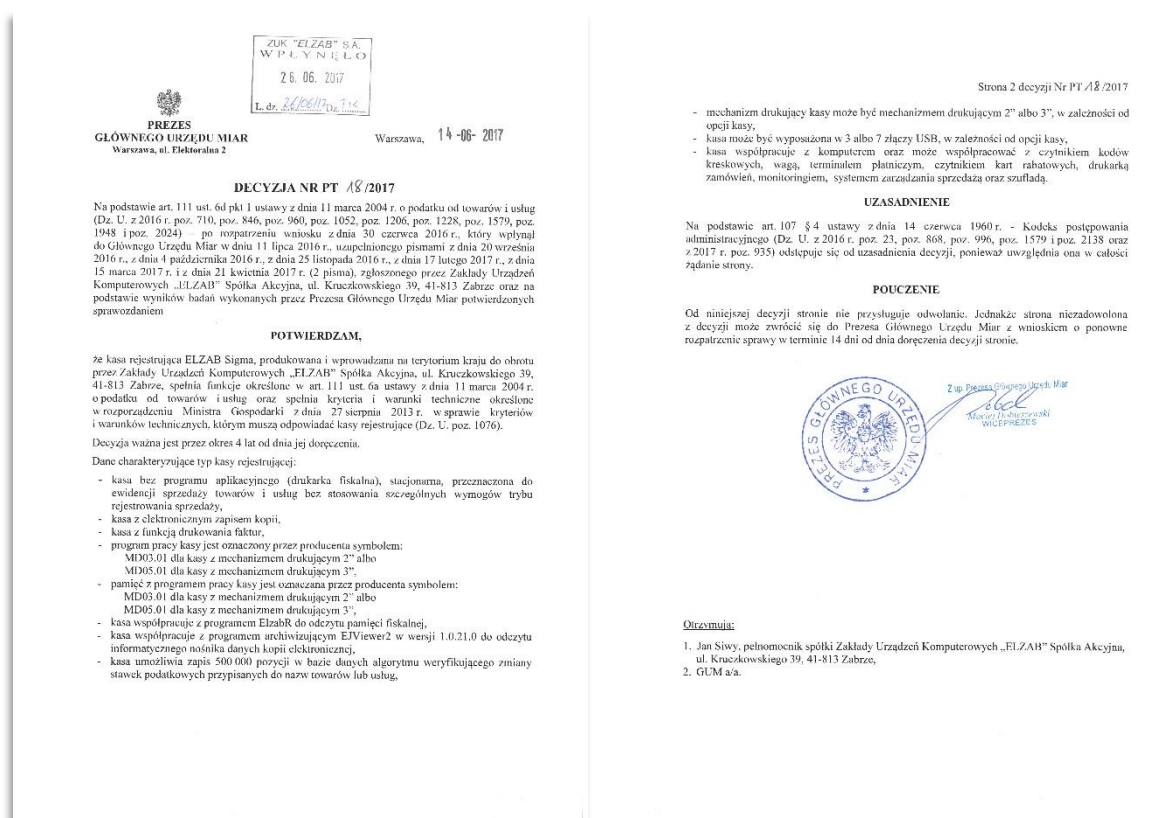 ZUK "ELZAB" S.A.
WPŁYNĘŁO
26. 06. 2017
L. dz. 26/06/17 Dz.
PREZES
GŁÓWNEGO URZĘDU MIAR
Warszawa, ul. Elektoralna 2
Warszawa, 14 -06- 2017
DECYZJA NR PT 18/2017
Na podstawie art. 111 ust. 6d pkt 1 ustawy z dnia 11 marca 2004 r. o podatku od towarów i usług
(Dz. U. z 2016 r. poz. 710, poz. 846, poz. 960, poz. 1052, poz. 1206, poz. 1228, poz. 1579, poz.
1948 i poz. 2024) – po rozpatrzeniu wniosku z dnia 30 czerwca 2016 r., który wpłynął
do Głównego Urzędu Miar w dniu 11 lipca 2016 r., uzupełnionego pismami z dnia 20 września
2016 r., z dnia 4 października 2016 r., z dnia 25 listopada 2016 r., z dnia 17 lutego 2017 r., z dnia
15 marca 2017 r. i z dnia 21 kwietnia 2017 r. (2 pisma), zgłoszonego przez Zakłady Urządzeń
Komputerowych „ELZAB” Spółka Akcyjna, ul. Kruczkowskiego 39, 41-813 Zabrze oraz na
podstawie wyników badań wykonanych przez Prezesa Głównego Urzędu Miar potwierdzonych
sprawozdaniem
POTWIERDZAM,
że kasa rejestrująca ELZAB Sigma, produkowana i wprowadzana na terytorium kraju do obrotu
przez Zakłady Urządzeń Komputerowych „ELZAB” Spółka Akcyjna, ul. Kruczkowskiego 39,
41-813 Zabrze, spełnia funkcje określone w art. 111 ust. 6a ustawy z dnia 11 marca 2004 r.
o podatku od towarów i usług oraz spełnia kryteria i warunki techniczne określone
w rozporządzeniu Ministra Gospodarki z dnia 27 sierpnia 2013 r. w sprawie kryteriów
i warunków technicznych, którym muszą odpowiadać kasy rejestrujące (Dz. U. poz. 1076).
Decyzja ważna jest przez okres 4 lat od dnia jej doręczenia.
Dane charakteryzujące typ kasy rejestrującej:
- kasa bez programu aplikacyjnego (drukarka fiskalna), stacjonarna, przeznaczona do
ewidencji sprzedaży towarów i usług bez stosowania szczególnych wymogów trybu
rejestrowania sprzedaży,
- kasa z elektronicznym zapisem kopii,
- kasa z funkcją drukowania faktur,
- program pracy kasy jest oznaczony przez producenta symbolem:
MD03.01 dla kasy z mechanizmem drukującym 2” albo
MD05.01 dla kasy z mechanizmem drukującym 3”,
- pamięć z programem pracy kasy jest oznaczana przez producenta symbolem:
MD03.01 dla kasy z mechanizmem drukującym 2” albo
MD05.01 dla kasy z mechanizmem drukującym 3”,
- kasa współpracuje z programem ElzabR do odczytu pamięci fiskalnej,
- kasa współpracuje z programem archiwizującym EJViewer2 w wersji 1.0.21.0 do odczytu
informatycznego nośnika danych kopii elektronicznej,
- kasa umożliwia zapis 500 000 pozycji w bazie danych algorytmu weryfikującego zmiany
stawek podatkowych przypisanych do nazw towarów lub usług,
Strona 2 decyzji Nr PT 18/2017
- mechanizm drukujący kasy może być mechanizmem drukującym 2” albo 3”, w zależności od
opcji kasy,
- kasa może być wyposażona w 3 albo 7 złączy USB, w zależności od opcji kasy,
- kasa współpracuje z komputerem oraz może współpracować z czytnikiem kodów
kreskowych, wagą, terminalem płatniczym, czytnikiem kart rabatowych, drukarką
zamówień, monitoringiem, systemem zarządzania sprzedażą oraz szufladą.
UZASADNIENIE
Na podstawie art. 107 § 4 ustawy z dnia 14 czerwca 1960 r. - Kodeks postępowania
administracyjnego (Dz. U. z 2016 r. poz. 23, poz. 868, poz. 996, poz. 1579 i poz. 2138 oraz
z 2017 r. poz. 935) odstępuje się od uzasadnienia decyzji, ponieważ uwzględnia ona w całości
żądanie strony.
POUCZENIE
Od niniejszej decyzji stronie nie przysługuje odwołanie. Jednakże strona niezadowolona
z decyzji może zwrócić się do Prezesa Głównego Urzędu Miar z wnioskiem o ponowne
rozpatrzenie sprawy w terminie 14 dni od dnia doręczenia decyzji stronie.
PREZES GŁÓWNEGO URZĘDU MIAR
Z up. Prezesa Głównego Urzędu Miar
Maciej Dobieszewski
WICEPREZES
Otrzymują:
1. Jan Siwy, pełnomocnik spółki Zakłady Urządzeń Komputerowych „ELZAB” Spółka Akcyjna,
ul. Kruczkowskiego 39, 41-813 Zabrze,
2. GUM a/a.